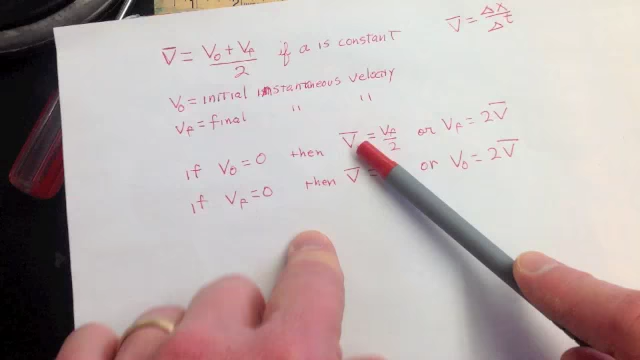 V̄ = (V₀ + V_f)/2 if a is constant V̄ = Δx/Δt
V₀ = initial instantaneous velocity
V_f = final " "
if V₀ = 0 then V̄ = V_f/2 or V_f = 2V̄
if V_f = 0 then V̄ = or V₀ = 2V̄